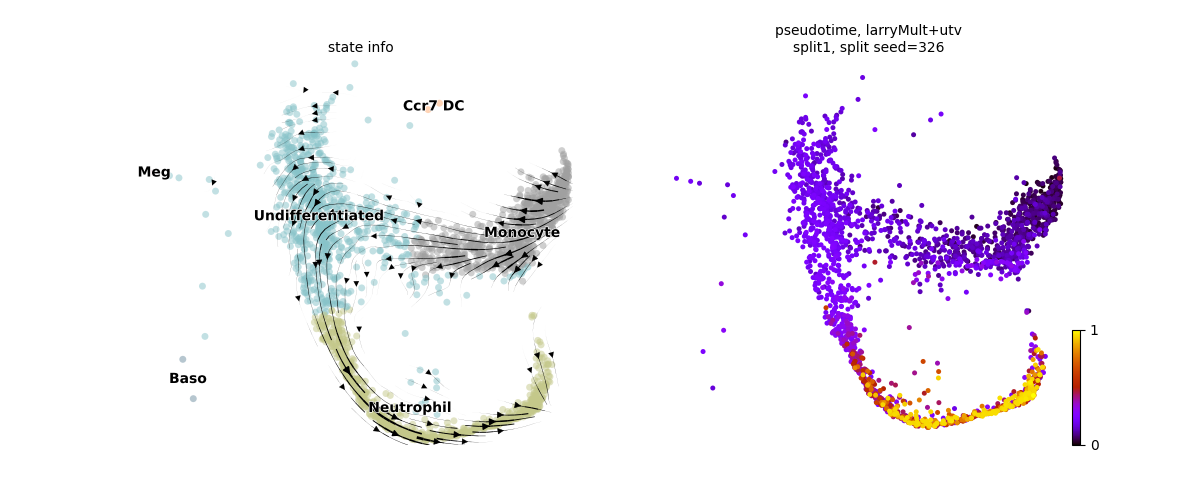 state info
pseudotime, larryMult+utv
split1, split seed=326
Ccr7 DC
Meg
Undifferentiated
Monocyte
Baso
Neutrophil
1
0